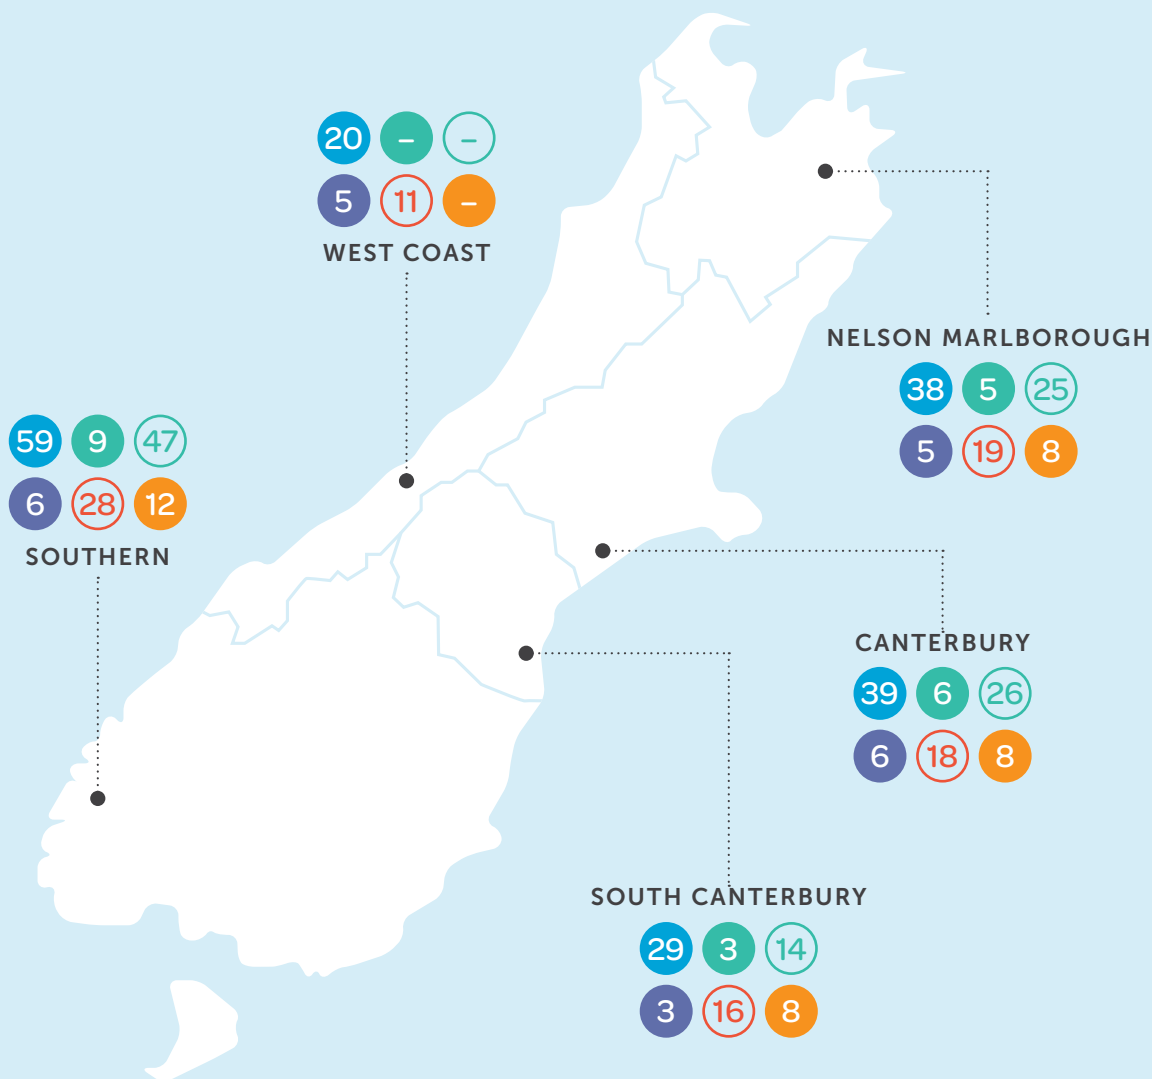 20 – –
5 11 –
WEST COAST
NELSON MARLBOROUGH
38 5 25
5 19 8
59 9 47
6 28 12
SOUTHERN
CANTERBURY
39 6 26
6 18 8
SOUTH CANTERBURY
29 3 14
3 16 8